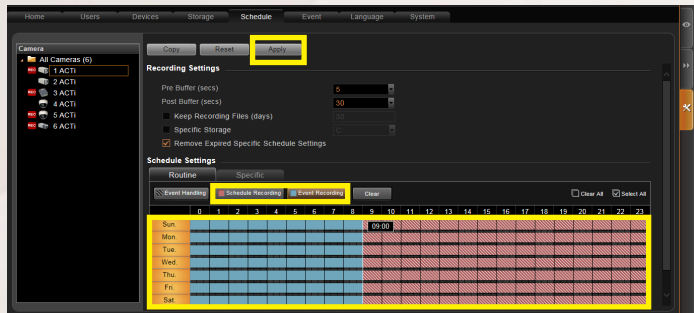 Home Users Devices Storage Schedule Event Language System
Camera
All Cameras (6)
REC 1 ACTi
2 ACTi
REC 3 ACTi
4 ACTi
REC 5 ACTi
REC 6 ACTi
Copy Reset Apply
Recording Settings
Pre Buffer (secs) 5
Post Buffer (secs) 30
Keep Recording Files (days) 30
Specific Storage C
Remove Expired Specific Schedule Settings
Schedule Settings
Routine Specific
Event Handling Schedule Recording Event Recording Clear Clear All Select All
0 1 2 3 4 5 6 7 8 9 10 11 12 13 14 15 16 17 18 19 20 21 22 23
Sun. 09:00
Mon.
Tue.
Wed.
Thu.
Fri.
Sat.